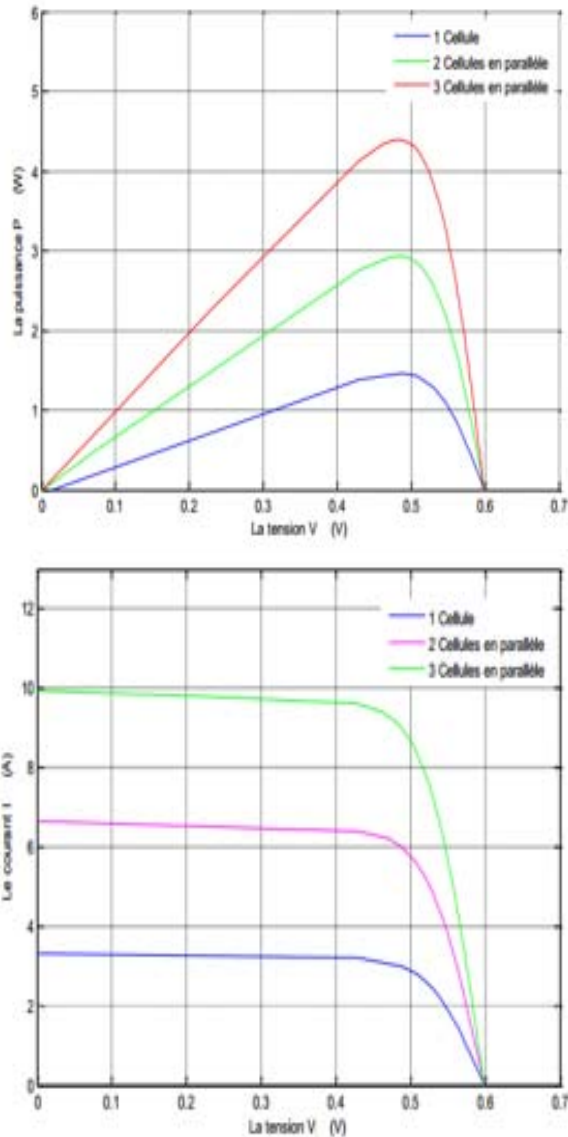 6
5
4
3
2
1
0
La puissance P (W)
1 Cellule
2 Cellules en parallèle
3 Cellules en parallèle
0 0.1 0.2 0.3 0.4 0.5 0.6 0.7
La tension V (V)
12
10
8
6
4
2
0
Le courant I (A)
1 Cellule
2 Cellules en parallèle
3 Cellules en parallèle
0 0.1 0.2 0.3 0.4 0.5 0.6 0.7
La tension V (V)